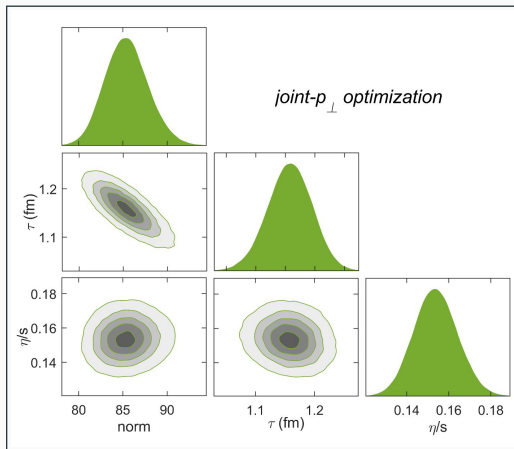 joint-p⊥ optimization
τ (fm)
1.2
1.1
η/s
0.18
0.16
0.14
80 85 90
norm
1.1 1.2
τ (fm)
0.14 0.16 0.18
η/s